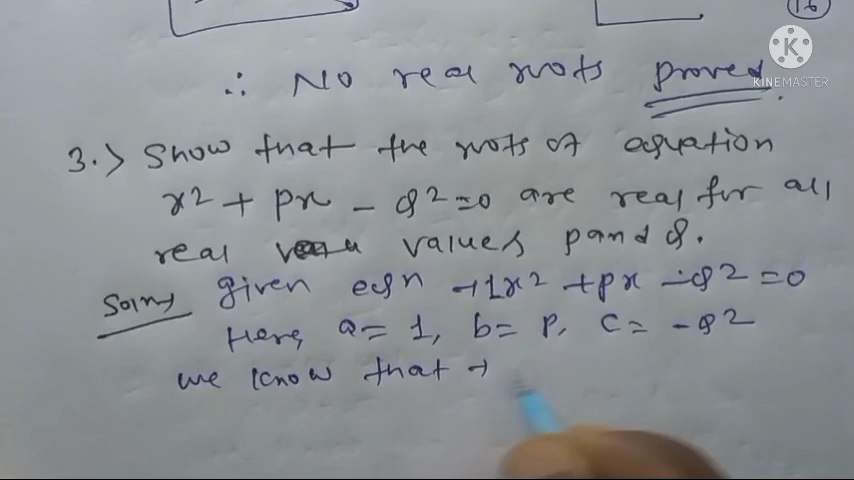 16
∴ No real roots proved.
KINEMASTER
3.> Show that the roots of equation
x² + px - q² = 0 are real for all
real values p and q.
Soln→ given eqn → 1x² + px - q² = 0
Here, a = 1, b = p, c = - q²
we know that →